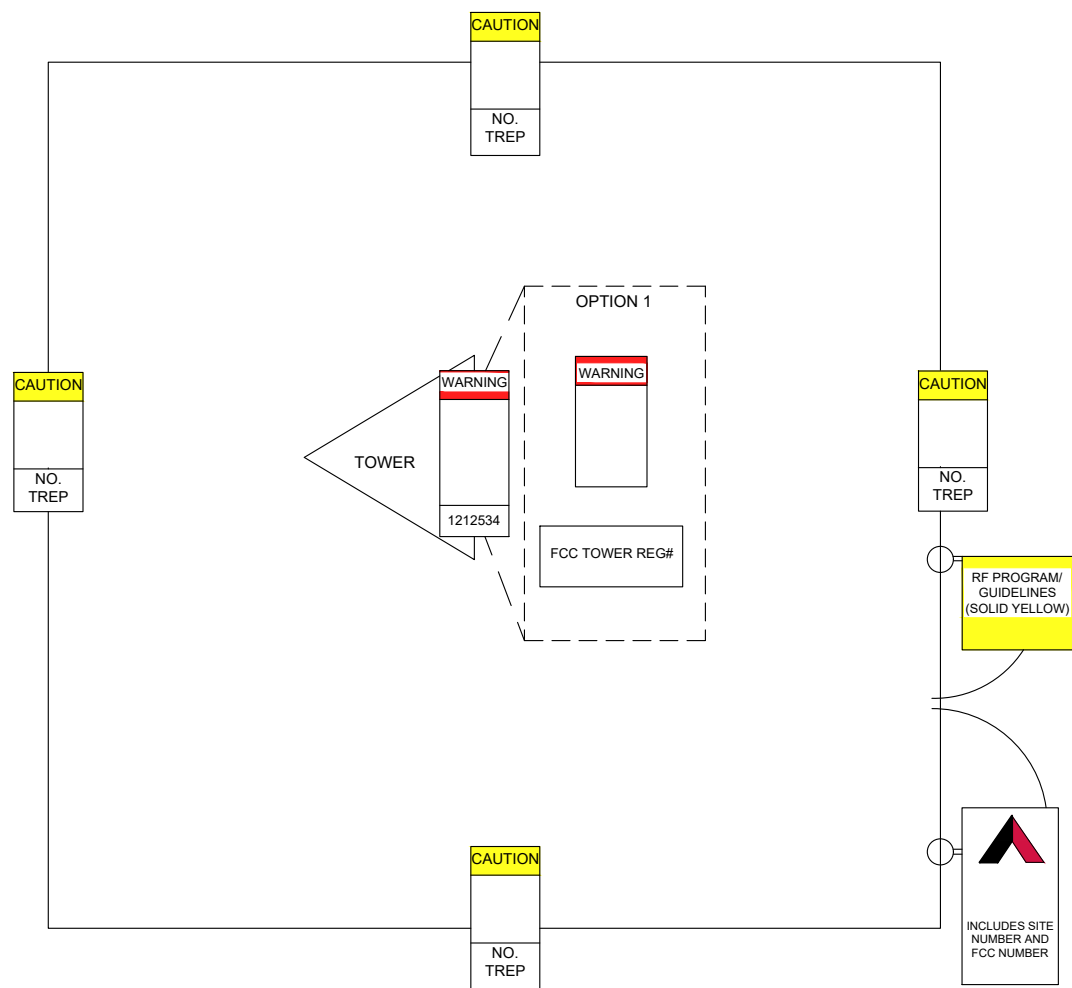 CAUTION
NO.
TREP
OPTION 1
WARNING
WARNING
CAUTION
NO.
TREP
TOWER
1212534
FCC TOWER REG#
CAUTION
NO.
TREP
RF PROGRAM/
GUIDELINES
(SOLID YELLOW)
CAUTION
NO.
TREP
INCLUDES SITE
NUMBER AND
FCC NUMBER